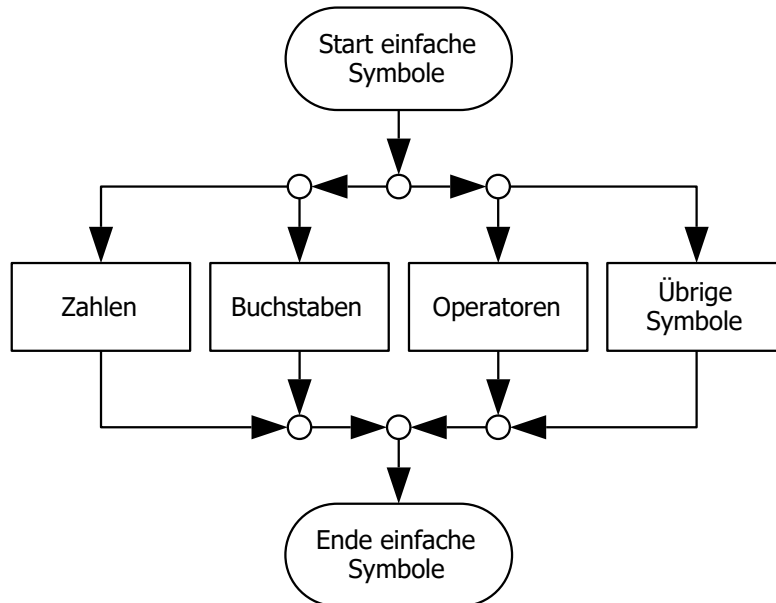 Start einfache
Symbole
Zahlen
Buchstaben
Operatoren
Übrige
Symbole
Ende einfache
Symbole